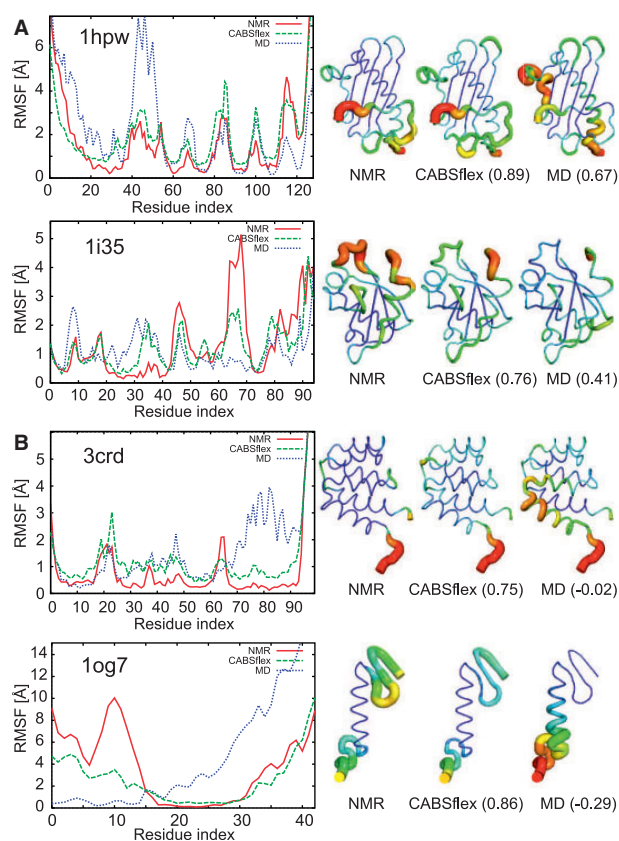 A
1hpw
NMR
CABSflex
MD
RMSF [Å]
6
4
2
0
0 20 40 60 80 100 120
Residue index
NMR CABSflex (0.89) MD (0.67)
1i35
NMR
CABSflex
MD
RMSF [Å]
5
4
3
2
1
0
0 10 20 30 40 50 60 70 80 90
Residue index
NMR CABSflex (0.76) MD (0.41)
B
3crd
NMR
CABSflex
MD
RMSF [Å]
5
4
3
2
1
0
0 10 20 30 40 50 60 70 80 90
Residue index
NMR CABSflex (0.75) MD (-0.02)
1og7
NMR
CABSflex
MD
RMSF [Å]
14
12
10
8
6
4
2
0
0 10 20 30 40
Residue index
NMR CABSflex (0.86) MD (-0.29)